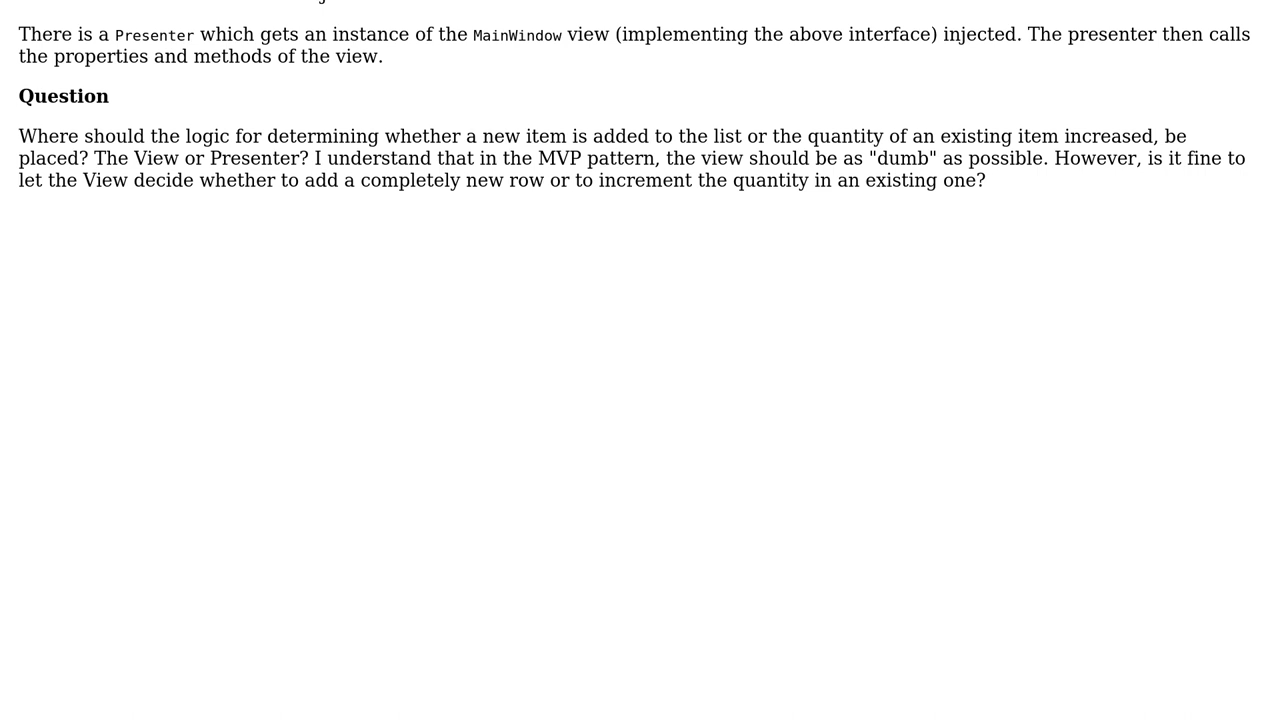 There is a Presenter which gets an instance of the MainWindow view (implementing the above interface) injected. The presenter then calls
the properties and methods of the view.
Question
Where should the logic for determining whether a new item is added to the list or the quantity of an existing item increased, be
placed? The View or Presenter? I understand that in the MVP pattern, the view should be as "dumb" as possible. However, is it fine to
let the View decide whether to add a completely new row or to increment the quantity in an existing one?